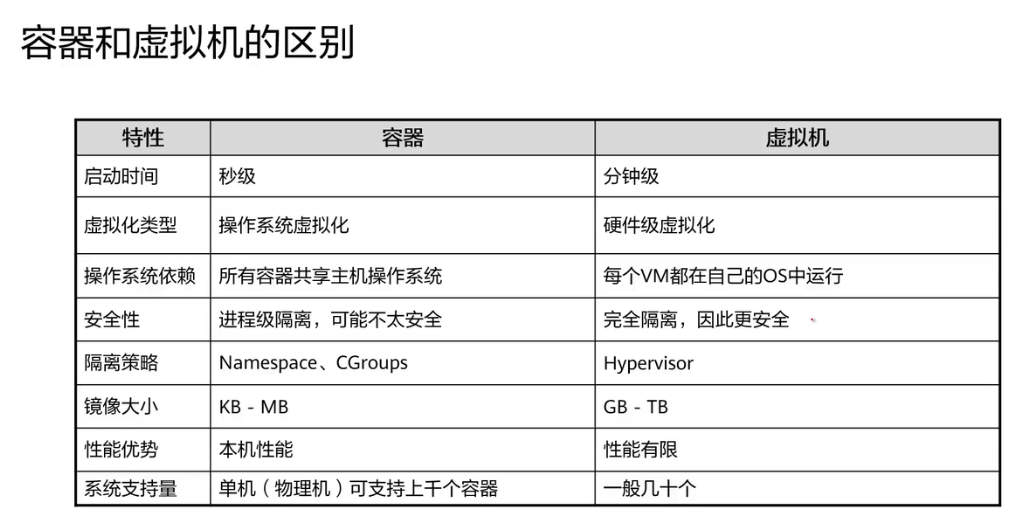 容器和虚拟机的区别
特性 容器 虚拟机
启动时间 秒级 分钟级
虚拟化类型 操作系统虚拟化 硬件级虚拟化
操作系统依赖 所有容器共享主机操作系统 每个VM都在自己的OS中运行
安全性 进程级隔离，可能不太安全 完全隔离，因此更安全
隔离策略 Namespace、CGroups Hypervisor
镜像大小 KB - MB GB - TB
性能优势 本机性能 性能有限
系统支持量 单机（物理机）可支持上千个容器 一般几十个